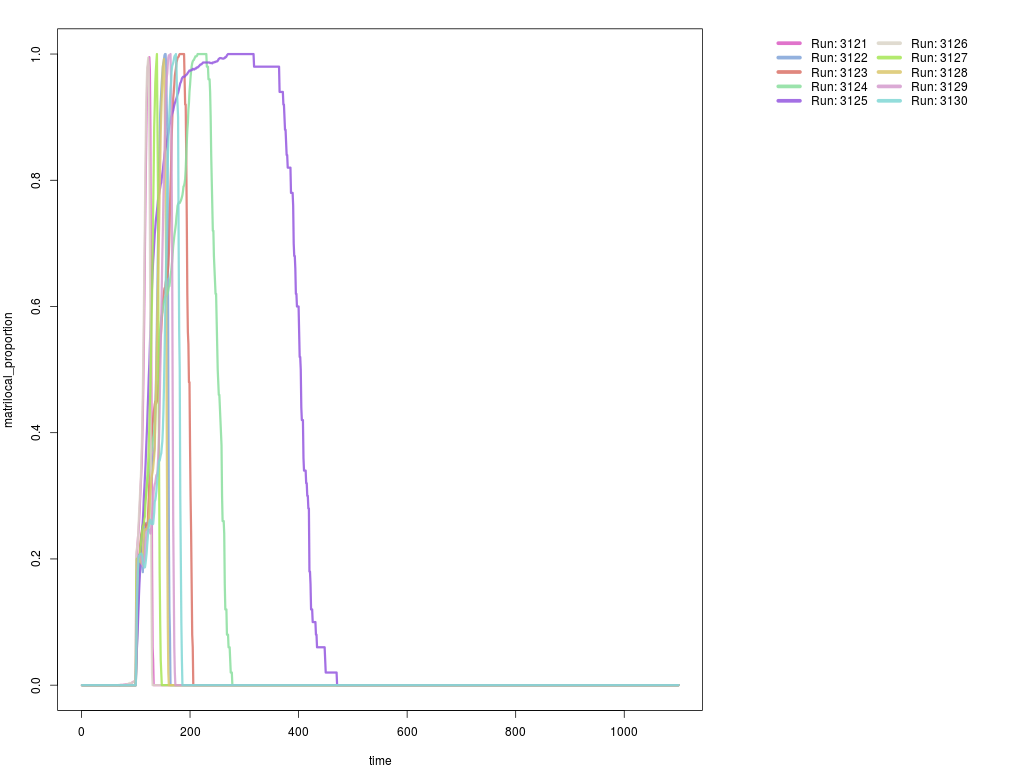 Run: 3121 Run: 3126
Run: 3122 Run: 3127
Run: 3123 Run: 3128
Run: 3124 Run: 3129
Run: 3125 Run: 3130
1.0
0.8
0.6
0.4
0.2
0.0
matrilocal_proportion
0 200 400 600 800 1000
time